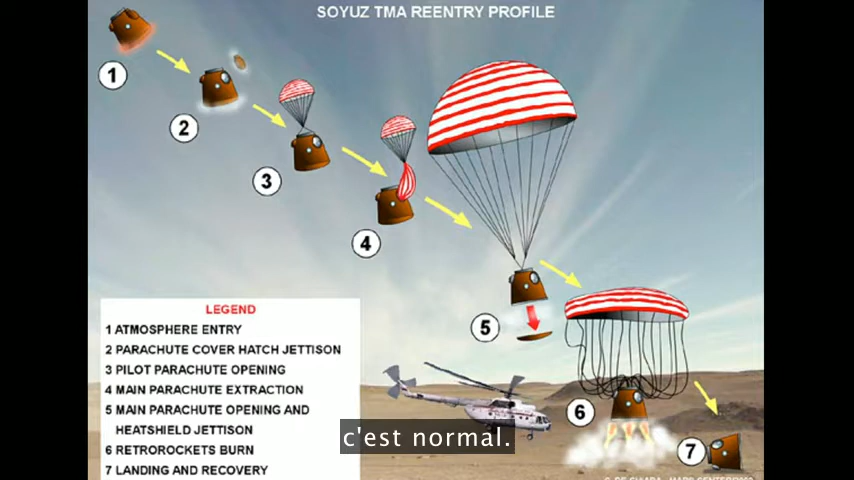 SOYUZ TMA REENTRY PROFILE
1
2
3
4
5
6
7
LEGEND
1 ATMOSPHERE ENTRY
2 PARACHUTE COVER HATCH JETTISON
3 PILOT PARACHUTE OPENING
4 MAIN PARACHUTE EXTRACTION
5 MAIN PARACHUTE OPENING AND
HEATSHIELD JETTISON
6 RETROROCKETS BURN
7 LANDING AND RECOVERY
c'est normal.